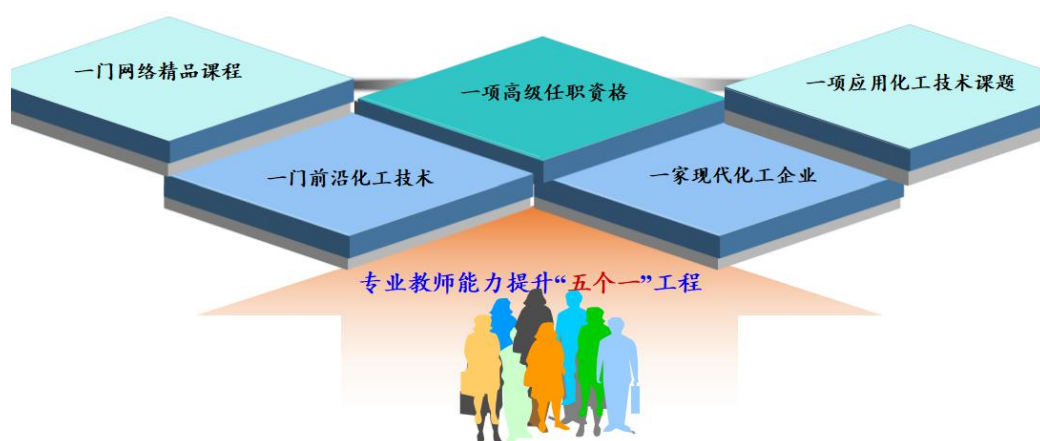 一门网络精品课程
一项高级任职资格
一项应用化工技术课题
一门前沿化工技术
一家现代化工企业
专业教师能力提升“五个一”工程